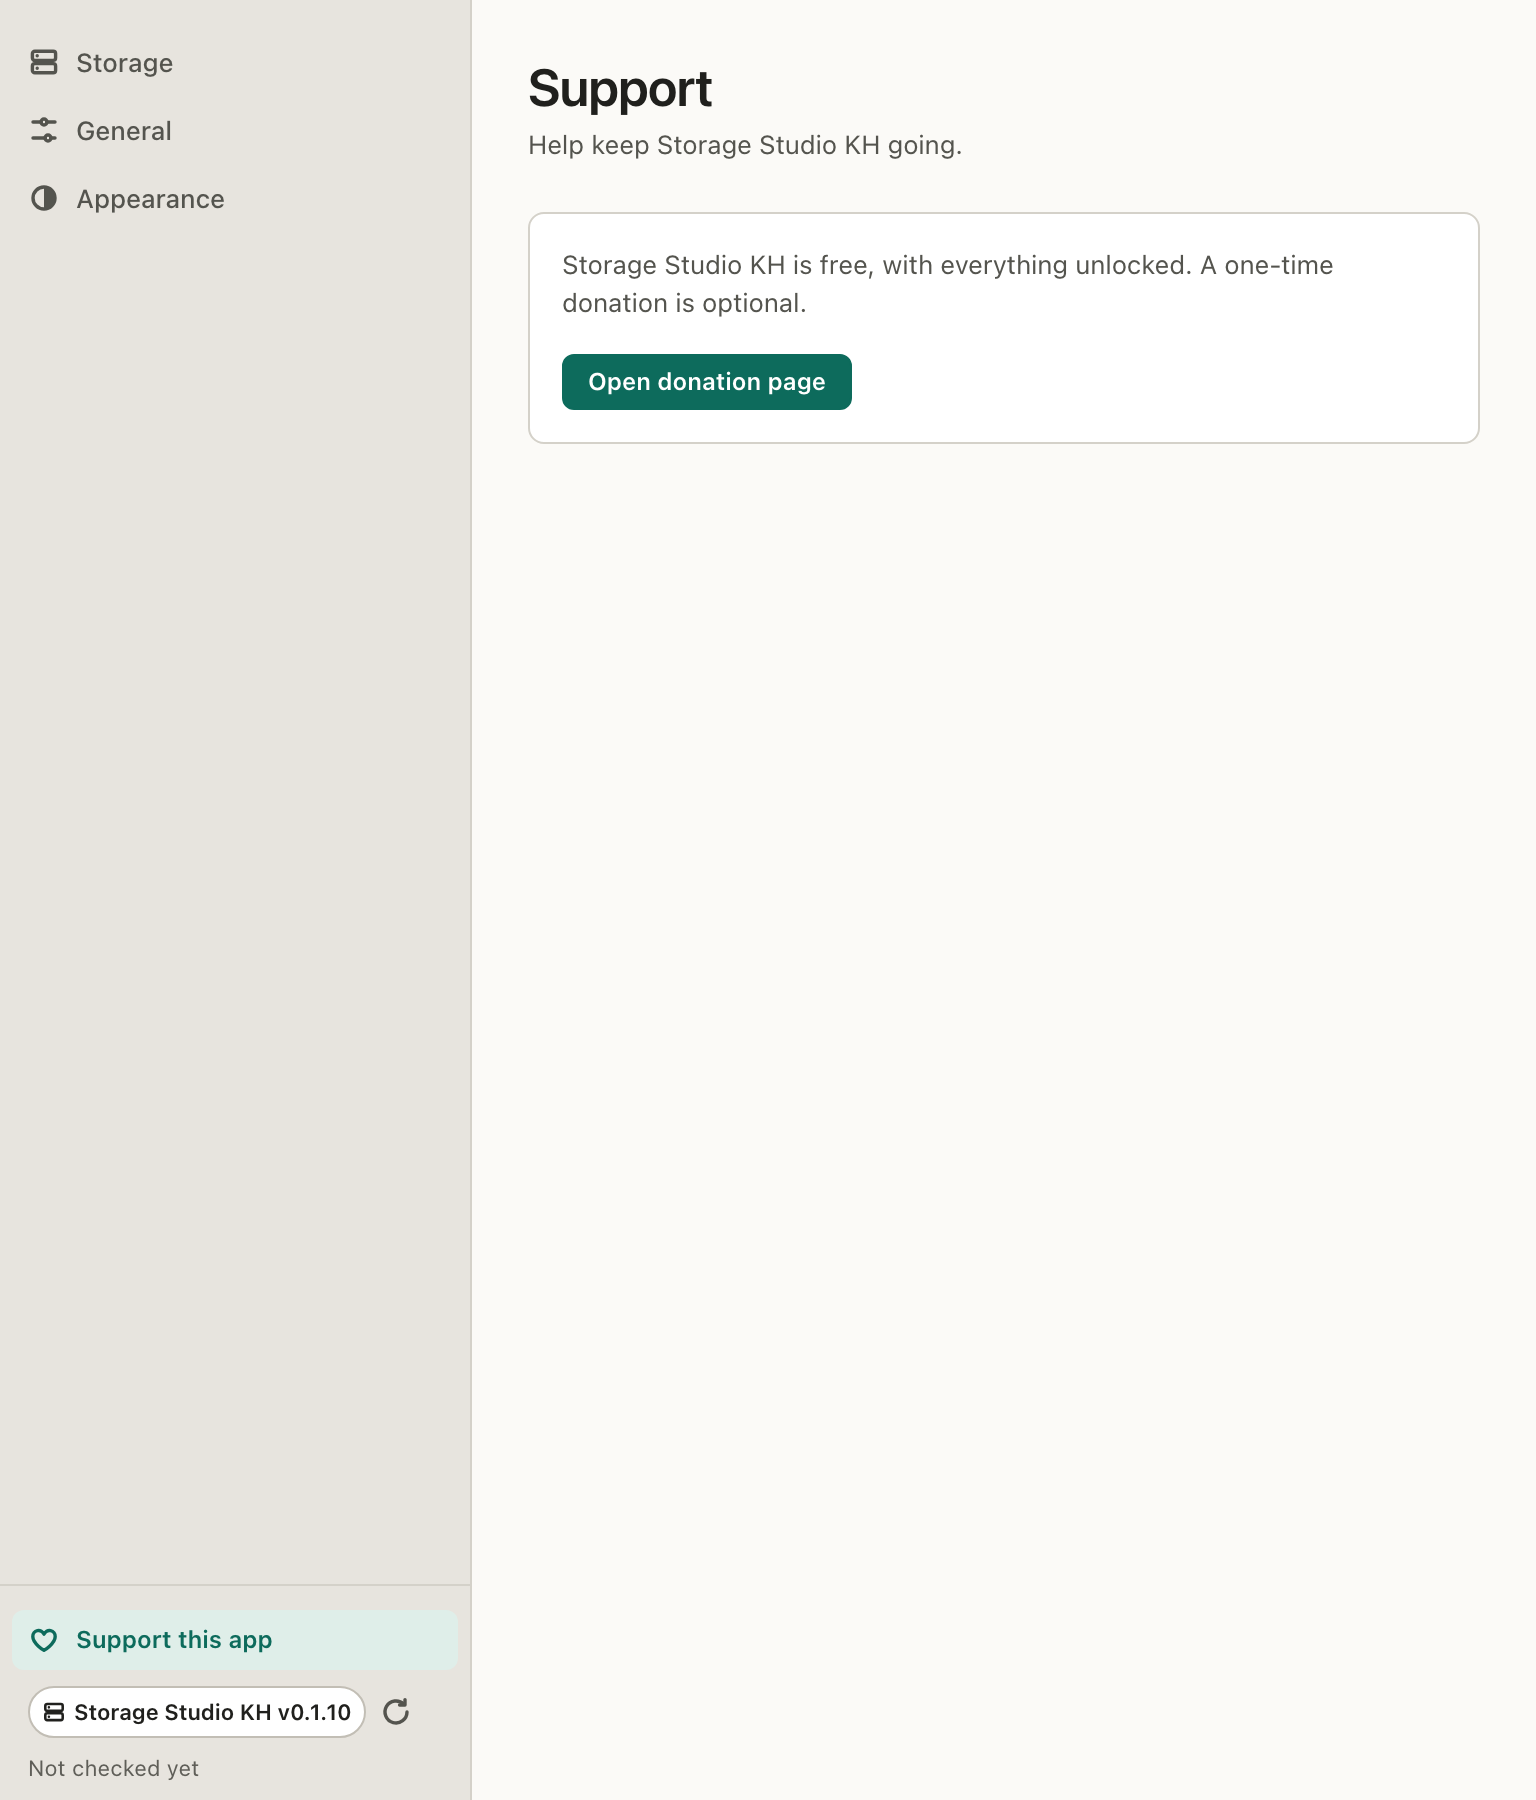 Storage
General
Appearance
Support this app
Storage Studio KH v0.1.10
Not checked yet
Support
Help keep Storage Studio KH going.
Storage Studio KH is free, with everything unlocked. A one-time
donation is optional.
Open donation page